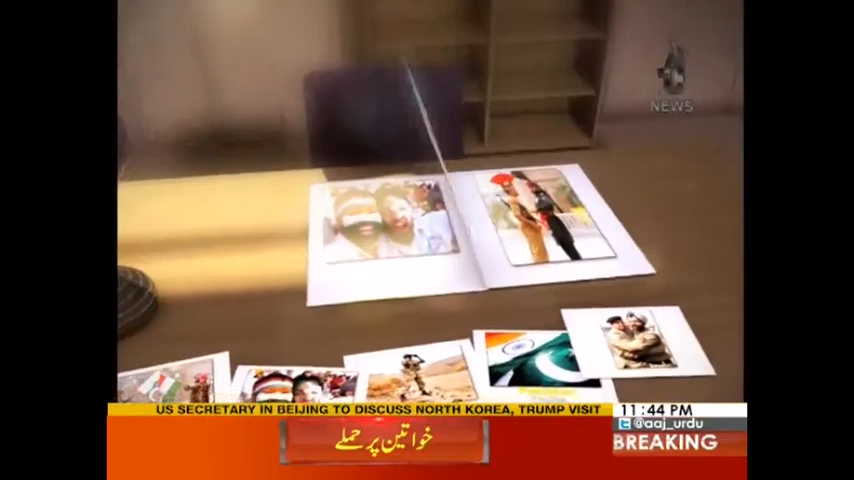 NEWS
US SECRETARY IN BEIJING TO DISCUSS NORTH KOREA, TRUMP VISIT
11:44 PM
@aaj_urdu
خواتین پر حملے
BREAKING